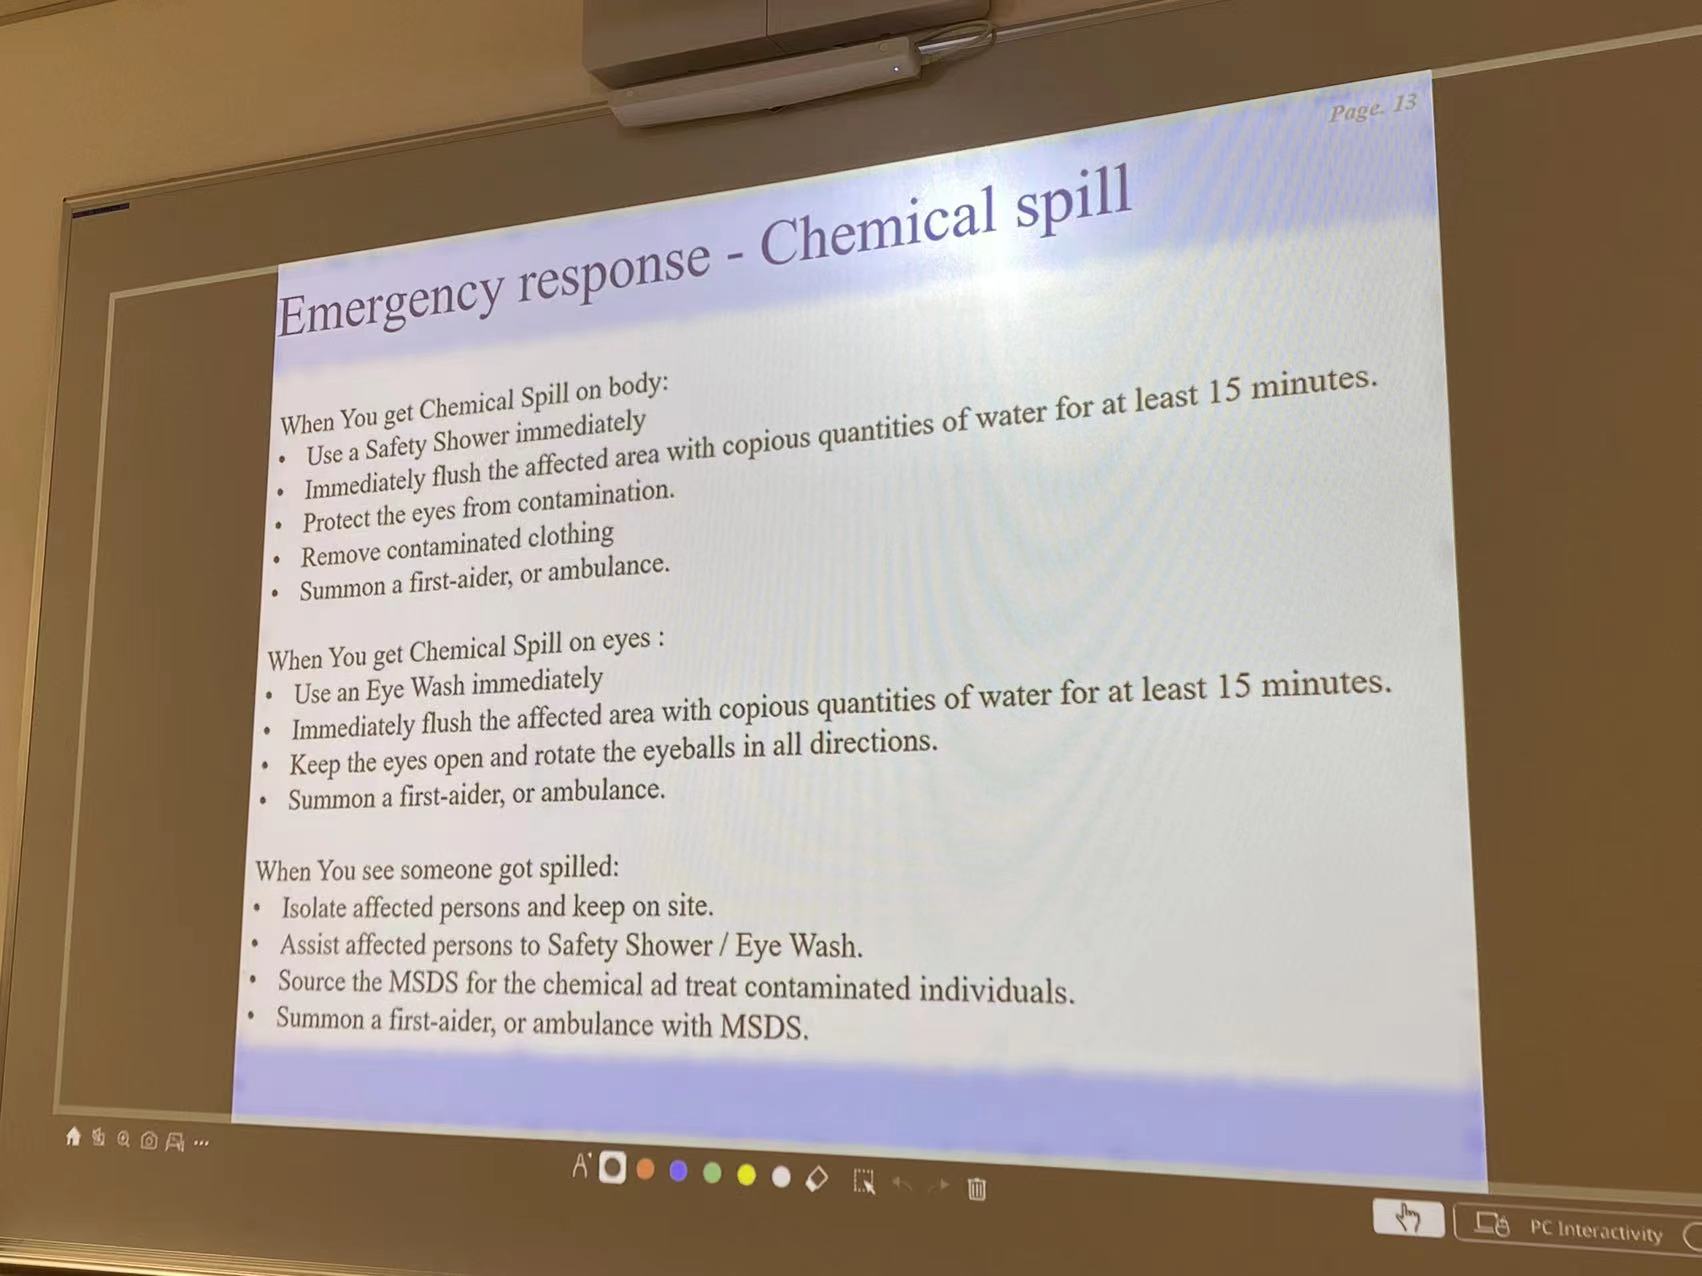 Page. 13
Emergency response - Chemical spill
When You get Chemical Spill on body:
• Use a Safety Shower immediately
• Immediately flush the affected area with copious quantities of water for at least 15 minutes.
• Protect the eyes from contamination.
• Remove contaminated clothing
• Summon a first-aider, or ambulance.
When You get Chemical Spill on eyes :
• Use an Eye Wash immediately
• Immediately flush the affected area with copious quantities of water for at least 15 minutes.
• Keep the eyes open and rotate the eyeballs in all directions.
• Summon a first-aider, or ambulance.
When You see someone got spilled:
• Isolate affected persons and keep on site.
• Assist affected persons to Safety Shower / Eye Wash.
• Source the MSDS for the chemical ad treat contaminated individuals.
• Summon a first-aider, or ambulance with MSDS.
PC Interactivity